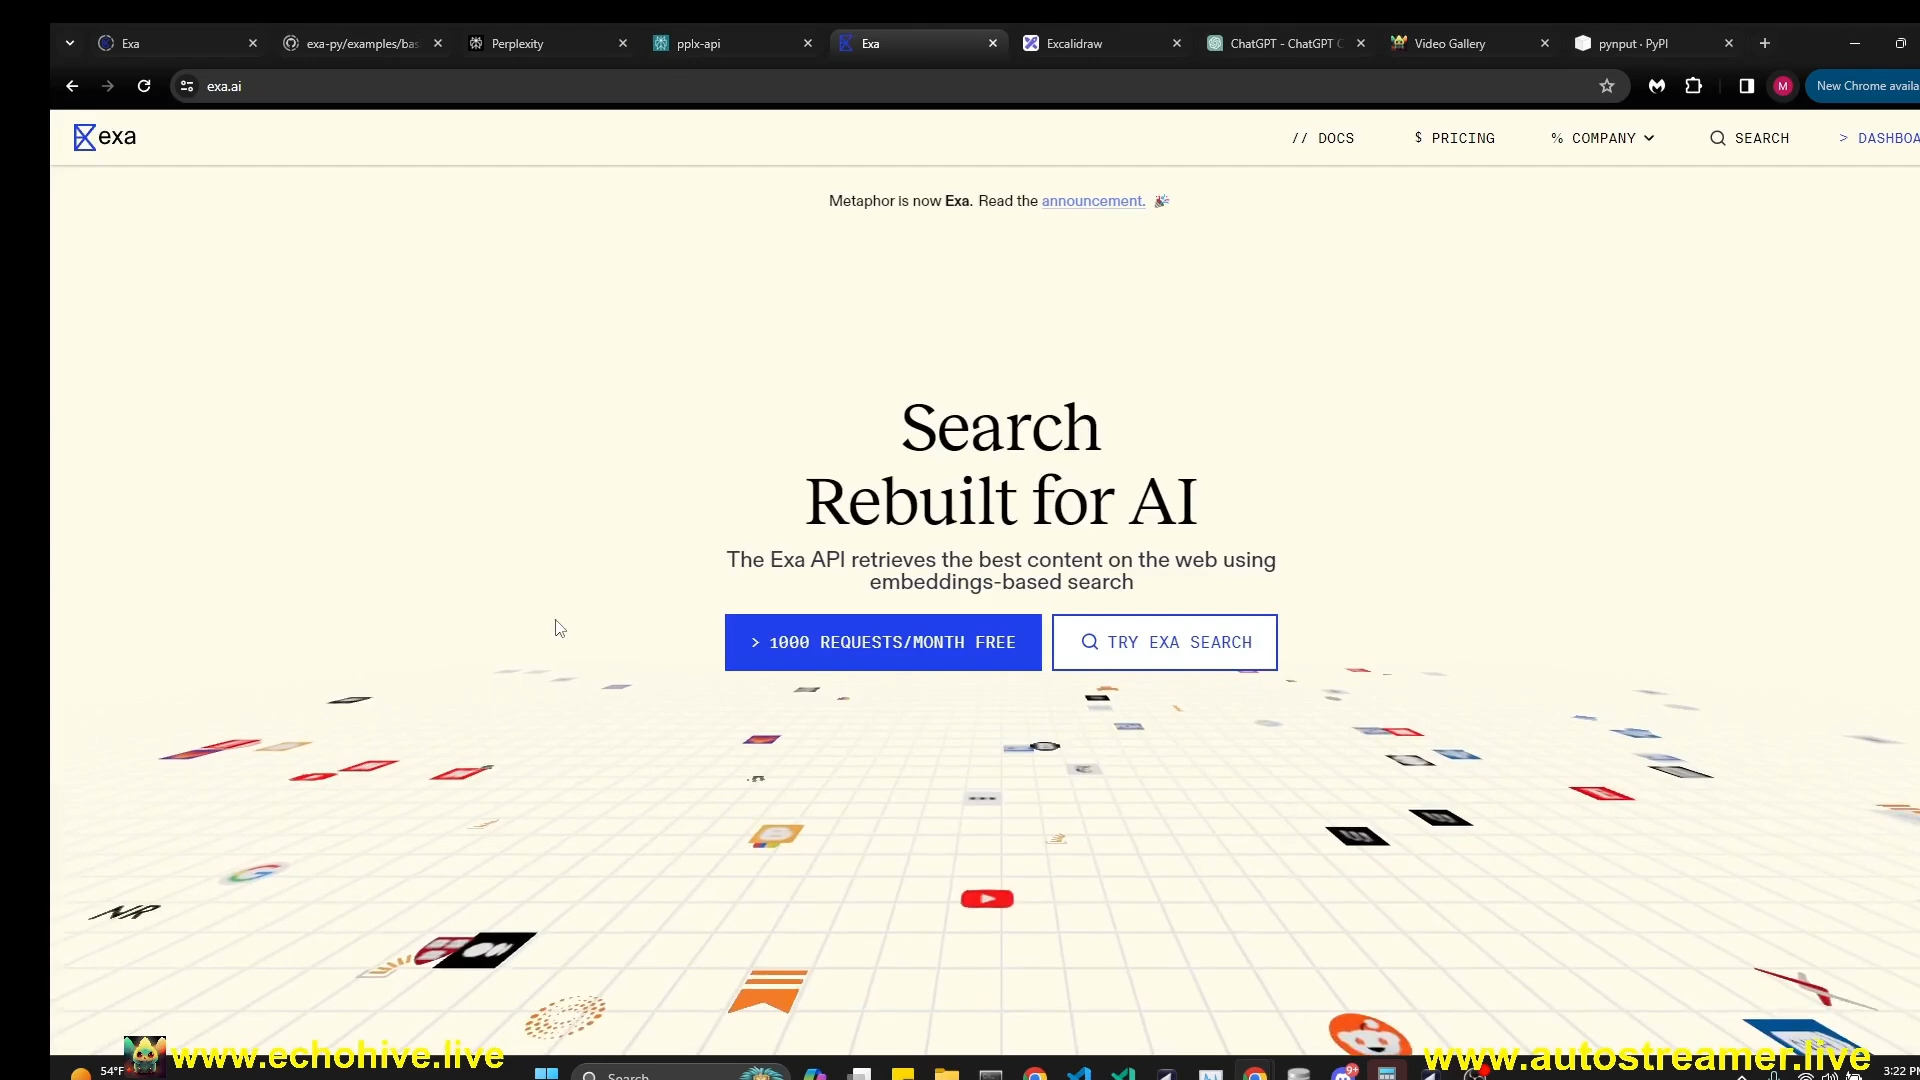 Exa
exa-py/examples/bas
Perplexity
pplx-api
Exa
Excalidraw
ChatGPT - ChatGPT C
Video Gallery
pynput · PyPI
exa.ai
M
New Chrome availa
exa
// DOCS
$ PRICING
% COMPANY
SEARCH
> DASHBOA
Metaphor is now Exa. Read the announcement.
Search
Rebuilt for AI
The Exa API retrieves the best content on the web using
embeddings-based search
> 1000 REQUESTS/MONTH FREE
TRY EXA SEARCH
www.echohive.live
www.autostreamer.live
54°F
Search
9+
3:22 PM